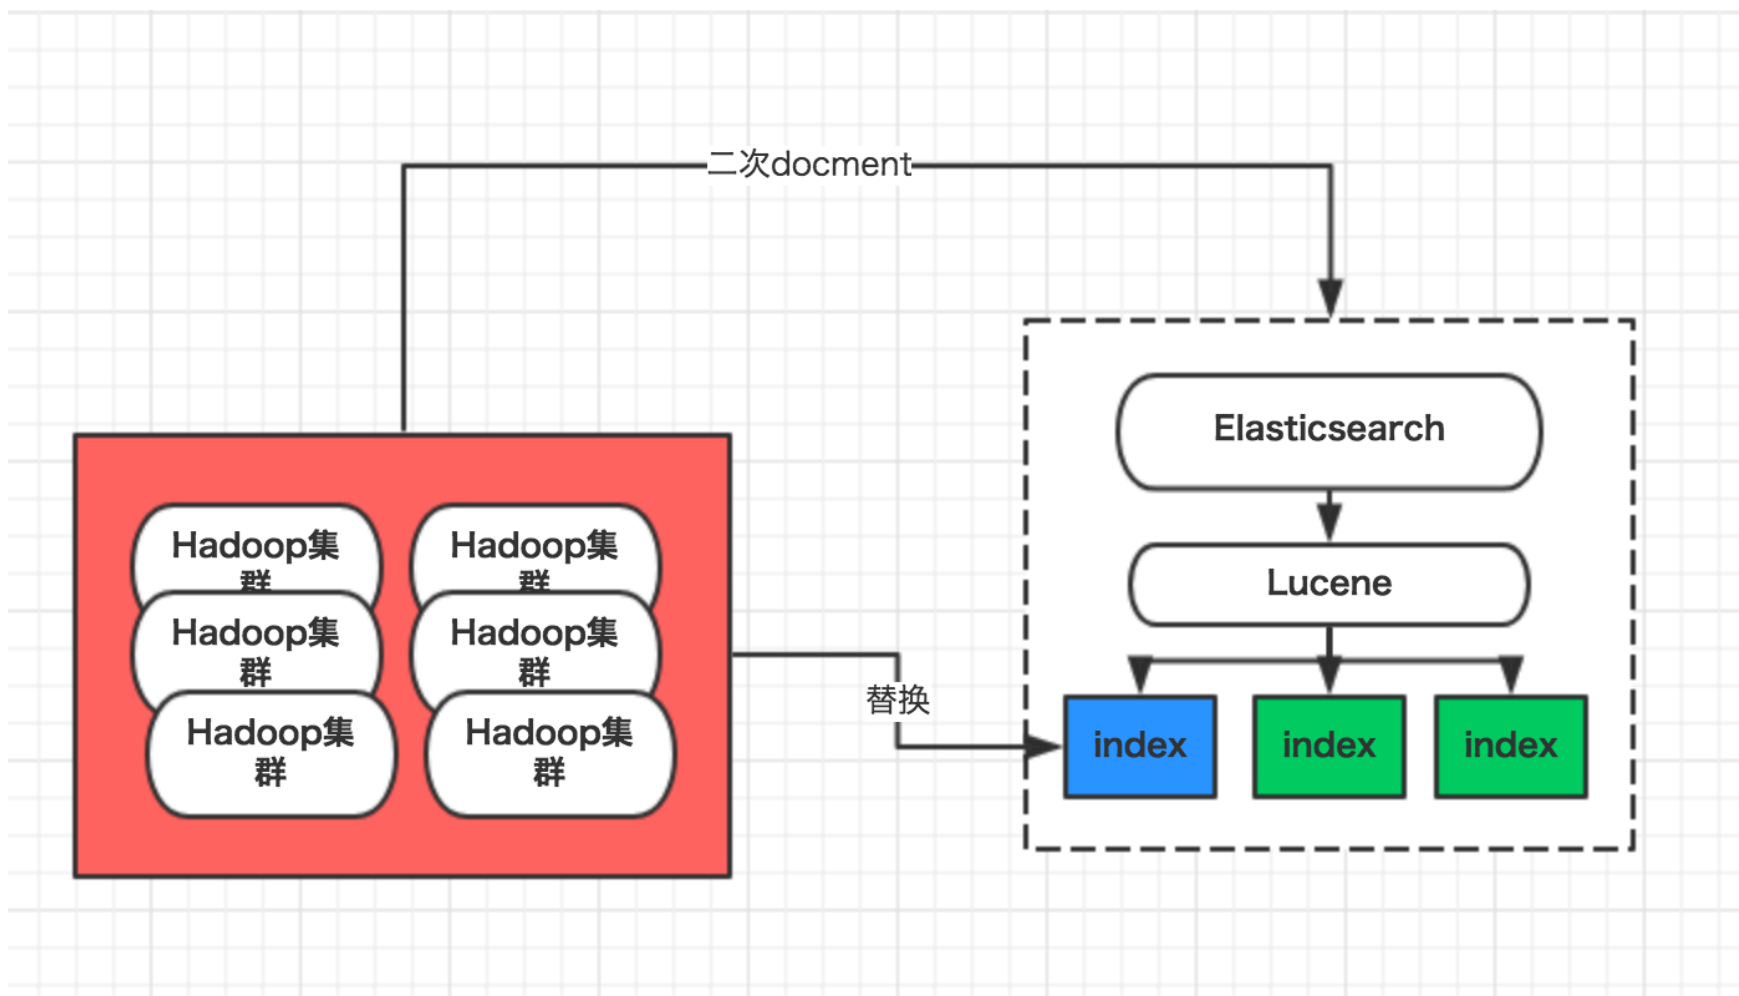 二次docment
Elasticsearch
Hadoop集
群
Hadoop集
群
Lucene
Hadoop集
群
Hadoop集
群
替换
Hadoop集
群
Hadoop集
群
index
index
index